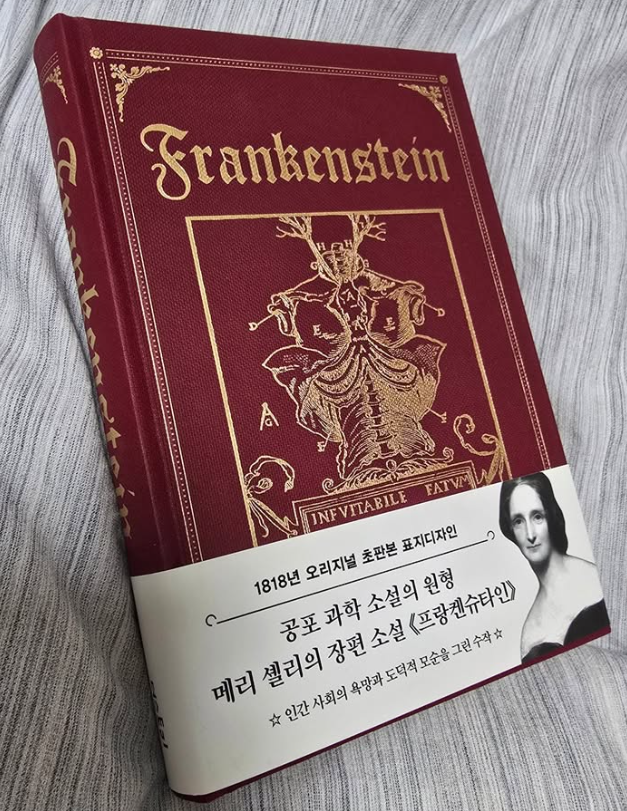 Frankenstein
Frankenstein
INEVITABILE FATUM
1818년 오리지널 초판본 표지디자인
공포 과학 소설의 원형
메리 셸리의 장편 소설 《프랑켄슈타인》
☆ 인간 사회의 욕망과 도덕적 모순을 그린 수작 ☆